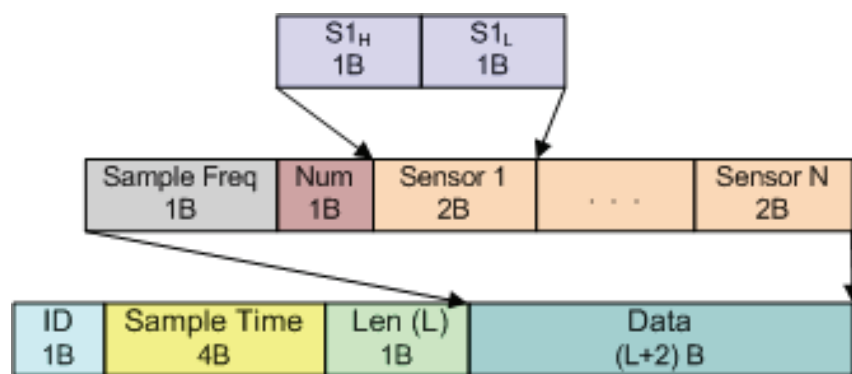 S1H S1L
1B 1B
Sample Freq Num Sensor 1 . . . Sensor N
1B 1B 2B 2B
ID Sample Time Len (L) Data
1B 4B 1B (L+2) B